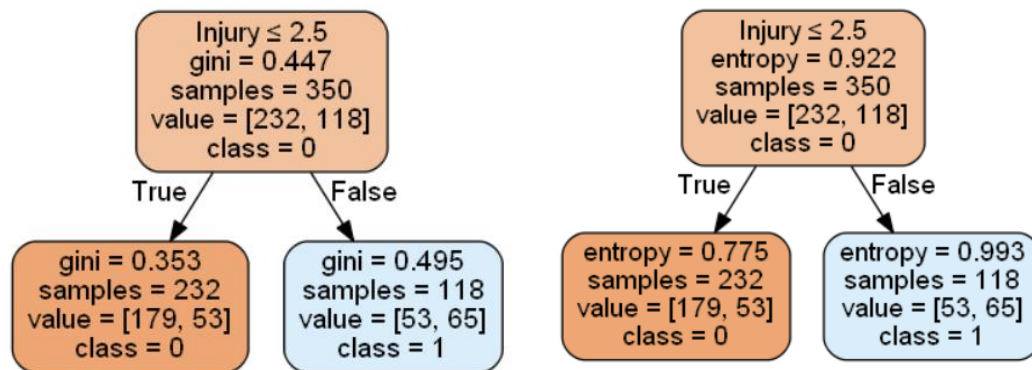 Injury ≤ 2.5
gini = 0.447
samples = 350
value = [232, 118]
class = 0
True
False
gini = 0.353
samples = 232
value = [179, 53]
class = 0
gini = 0.495
samples = 118
value = [53, 65]
class = 1
Injury ≤ 2.5
entropy = 0.922
samples = 350
value = [232, 118]
class = 0
True
False
entropy = 0.775
samples = 232
value = [179, 53]
class = 0
entropy = 0.993
samples = 118
value = [53, 65]
class = 1